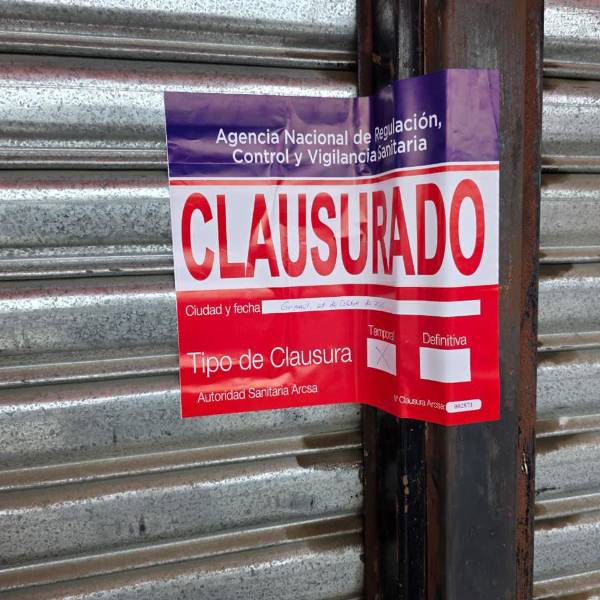 Agencia Nacional de Regulación,
Control y Vigilancia Sanitaria
CLAUSURADO
Ciudad y fecha
Temporal
Definitiva
Tipo de Clausura
X
Autoridad Sanitaria Arcsa
N° Clausura Arcsa 002871